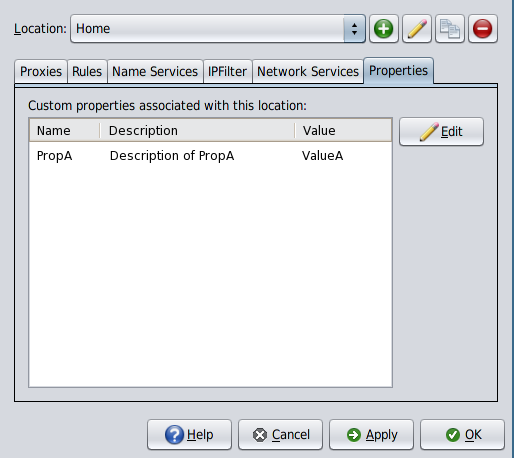 Location: Home
Proxies Rules Name Services IPFilter Network Services Properties
Custom properties associated with this location:
Name Description Value
Edit
PropA Description of PropA ValueA
Help Cancel Apply OK